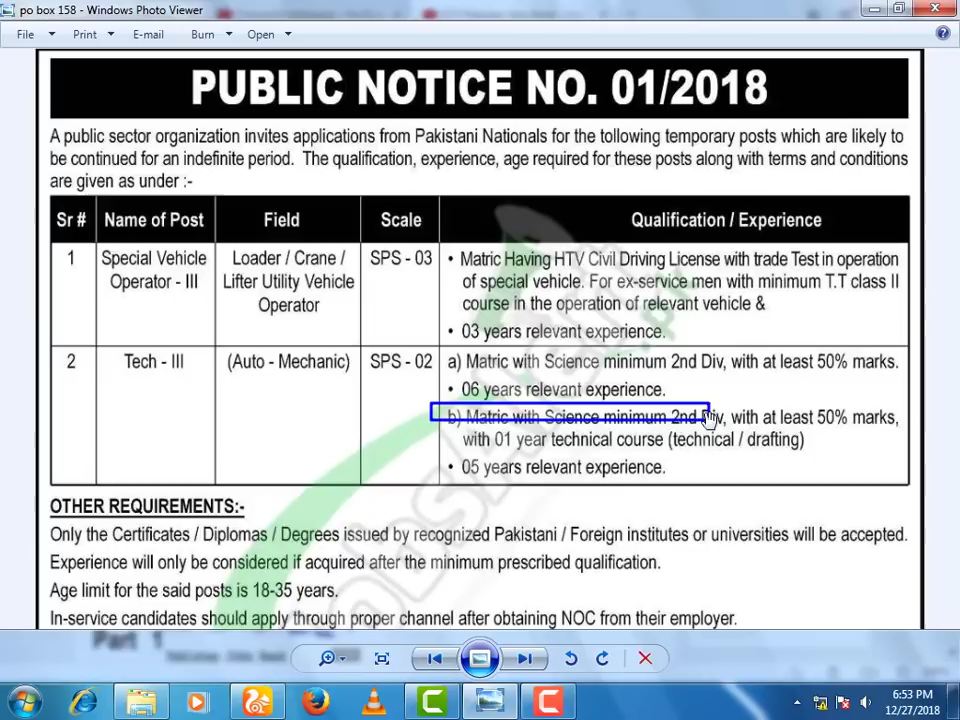 po box 158 - Windows Photo Viewer
File Print E-mail Burn Open
PUBLIC NOTICE NO. 01/2018
A public sector organization invites applications from Pakistani Nationals for the tollowing temporary posts which are likely to
be continued for an indefinite period. The qualification, experience, age required for these posts along with terms and conditions
are given as under :-
Sr # Name of Post Field Scale Qualification / Experience
1 Special Vehicle Operator - III Loader / Crane / Lifter Utility Vehicle Operator SPS - 03 • Matric Having HTV Civil Driving License with trade Test in operation
of special vehicle. For ex-service men with minimum T.T class II
course in the operation of relevant vehicle &
• 03 years relevant experience.
2 Tech - III (Auto - Mechanic) SPS - 02 a) Matric with Science minimum 2nd Div, with at least 50% marks.
• 06 years relevant experience.
b) Matric with Science minimum 2nd Div, with at least 50% marks,
with 01 year technical course (technical / drafting)
• 05 years relevant experience.
OTHER REQUIREMENTS:-
Only the Certificates / Diplomas / Degrees issued by recognized Pakistani / Foreign institutes or universities will be accepted.
Experience will only be considered if acquired after the minimum prescribed qualification.
Age limit for the said posts is 18-35 years.
In-service candidates should apply through proper channel after obtaining NOC from their employer.
Part 1
6:53 PM
12/27/2018